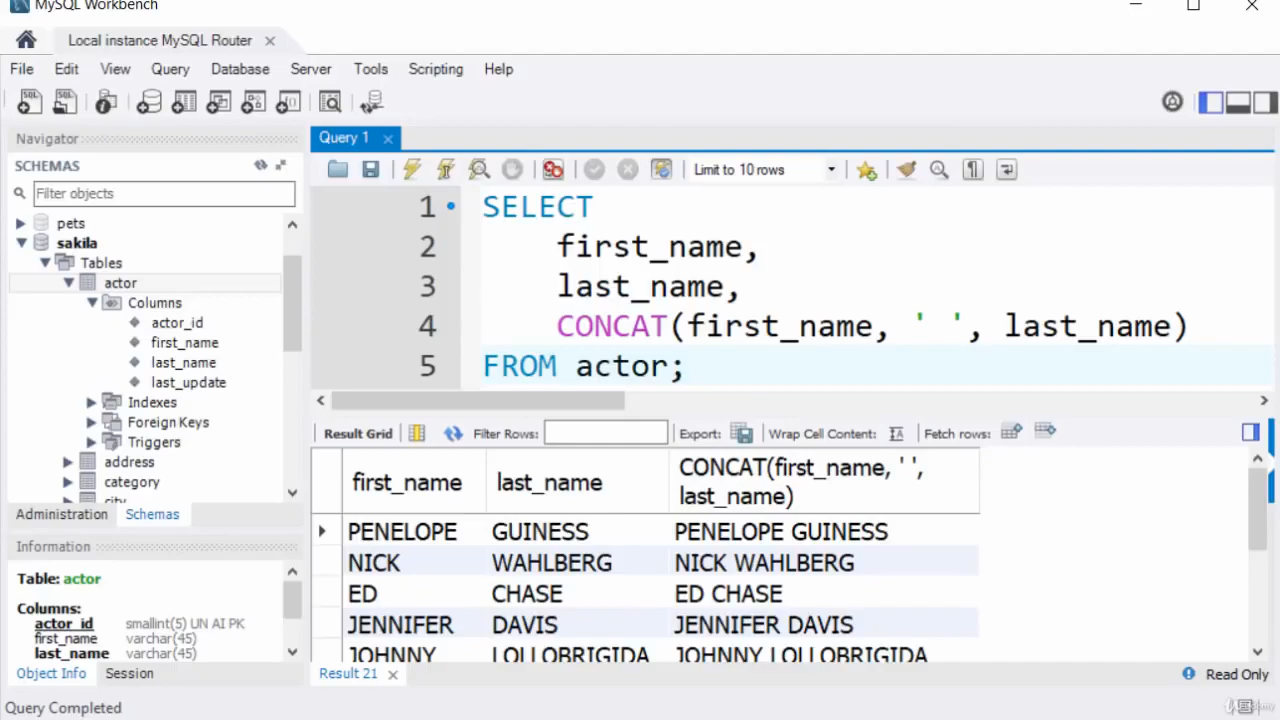 MySQL Workbench
Local instance MySQL Router
File Edit View Query Database Server Tools Scripting Help
Navigator
SCHEMAS
Filter objects
pets
sakila
Tables
actor
Columns
actor_id
first_name
last_name
last_update
Indexes
Foreign Keys
Triggers
address
category
city
Administration Schemas
Information
Table: actor
Columns:
actor_id smallint(5) UN AI PK
first_name varchar(45)
last_name varchar(45)
Object Info Session
Query 1
Limit to 10 rows
1 SELECT
2 first_name,
3 last_name,
4 CONCAT(first_name, ' ', last_name)
5 FROM actor;
Result Grid Filter Rows: Export: Wrap Cell Content: Fetch rows:
first_name last_name CONCAT(first_name, ' ',
last_name)
PENELOPE GUINESS PENELOPE GUINESS
NICK WAHLBERG NICK WAHLBERG
ED CHASE ED CHASE
JENNIFER DAVIS JENNIFER DAVIS
JOHNNY LOLLOBRIGIDA JOHNNY LOLLOBRIGIDA
Result 21 Read Only
Query Completed